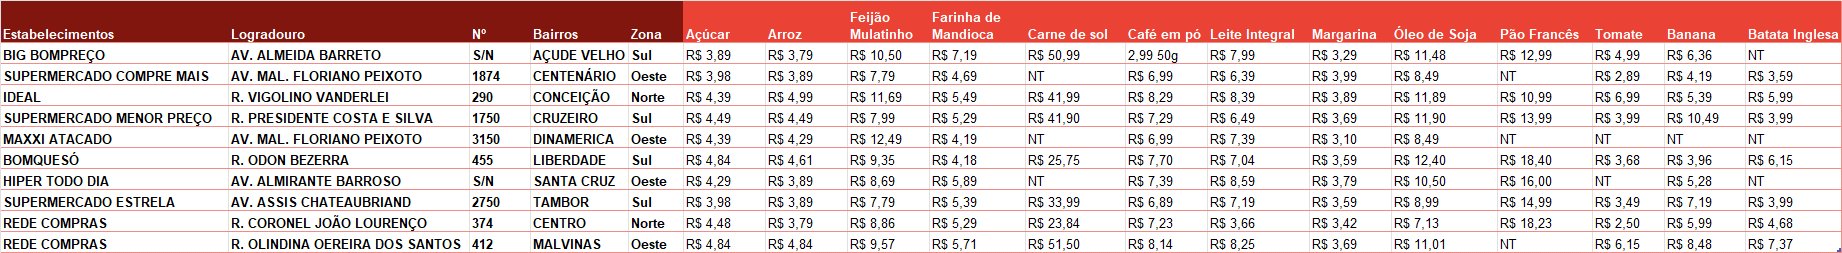 Estabelecimentos Logradouro Nº Bairros Zona Açúcar Arroz Feijão Mulatinho Farinha de Mandioca Carne de sol Café em pó Leite Integral Margarina Óleo de Soja Pão Francês Tomate Banana Batata Inglesa
BIG BOMPREÇO AV. ALMEIDA BARRETO S/N AÇUDE VELHO Sul R$ 3,89 R$ 3,79 R$ 10,50 R$ 7,19 R$ 50,99 2,99 50g R$ 7,99 R$ 3,29 R$ 11,48 R$ 12,99 R$ 4,99 R$ 6,36 NT
SUPERMERCADO COMPRE MAIS AV. MAL. FLORIANO PEIXOTO 1874 CENTENÁRIO Oeste R$ 3,98 R$ 3,89 R$ 7,79 R$ 4,69 NT R$ 6,99 R$ 6,39 R$ 3,99 R$ 8,49 NT R$ 2,89 R$ 4,19 R$ 3,59
IDEAL R. VIGOLINO VANDERLEI 290 CONCEIÇÃO Norte R$ 4,39 R$ 4,99 R$ 11,69 R$ 5,49 R$ 41,99 R$ 8,29 R$ 8,39 R$ 3,89 R$ 11,89 R$ 10,99 R$ 6,99 R$ 5,39 R$ 5,99
SUPERMERCADO MENOR PREÇO R. PRESIDENTE COSTA E SILVA 1750 CRUZEIRO Sul R$ 4,49 R$ 4,49 R$ 7,99 R$ 5,29 R$ 41,90 R$ 7,29 R$ 6,49 R$ 3,69 R$ 11,90 R$ 13,99 R$ 3,99 R$ 10,49 R$ 3,99
MAXXI ATACADO AV. MAL. FLORIANO PEIXOTO 3150 DINAMERICA Oeste R$ 4,39 R$ 4,29 R$ 12,49 R$ 4,19 NT R$ 6,99 R$ 7,39 R$ 3,10 R$ 8,49 NT NT NT NT
BOMQUESÓ R. ODON BEZERRA 455 LIBERDADE Sul R$ 4,84 R$ 4,61 R$ 9,35 R$ 4,18 R$ 25,75 R$ 7,70 R$ 7,04 R$ 3,59 R$ 12,40 R$ 18,40 R$ 3,68 R$ 3,96 R$ 6,15
HIPER TODO DIA AV. ALMIRANTE BARROSO S/N SANTA CRUZ Oeste R$ 4,29 R$ 3,89 R$ 8,69 R$ 5,89 NT R$ 7,39 R$ 8,59 R$ 3,79 R$ 10,50 R$ 16,00 NT R$ 5,28 NT
SUPERMERCADO ESTRELA AV. ASSIS CHATEAUBRIAND 2750 TAMBOR Sul R$ 3,98 R$ 3,89 R$ 7,79 R$ 5,39 R$ 33,99 R$ 6,89 R$ 7,19 R$ 3,59 R$ 8,99 R$ 14,99 R$ 3,49 R$ 7,19 R$ 3,99
REDE COMPRAS R. CORONEL JOÃO LOURENÇO 374 CENTRO Norte R$ 4,48 R$ 3,79 R$ 8,86 R$ 5,29 R$ 23,84 R$ 7,23 R$ 3,66 R$ 3,42 R$ 7,13 R$ 18,23 R$ 2,50 R$ 5,99 R$ 4,68
REDE COMPRAS R. OLINDINA OEREIRA DOS SANTOS 412 MALVINAS Oeste R$ 4,84 R$ 4,84 R$ 9,57 R$ 5,71 R$ 51,50 R$ 8,14 R$ 8,25 R$ 3,69 R$ 11,01 NT R$ 6,15 R$ 8,48 R$ 7,37